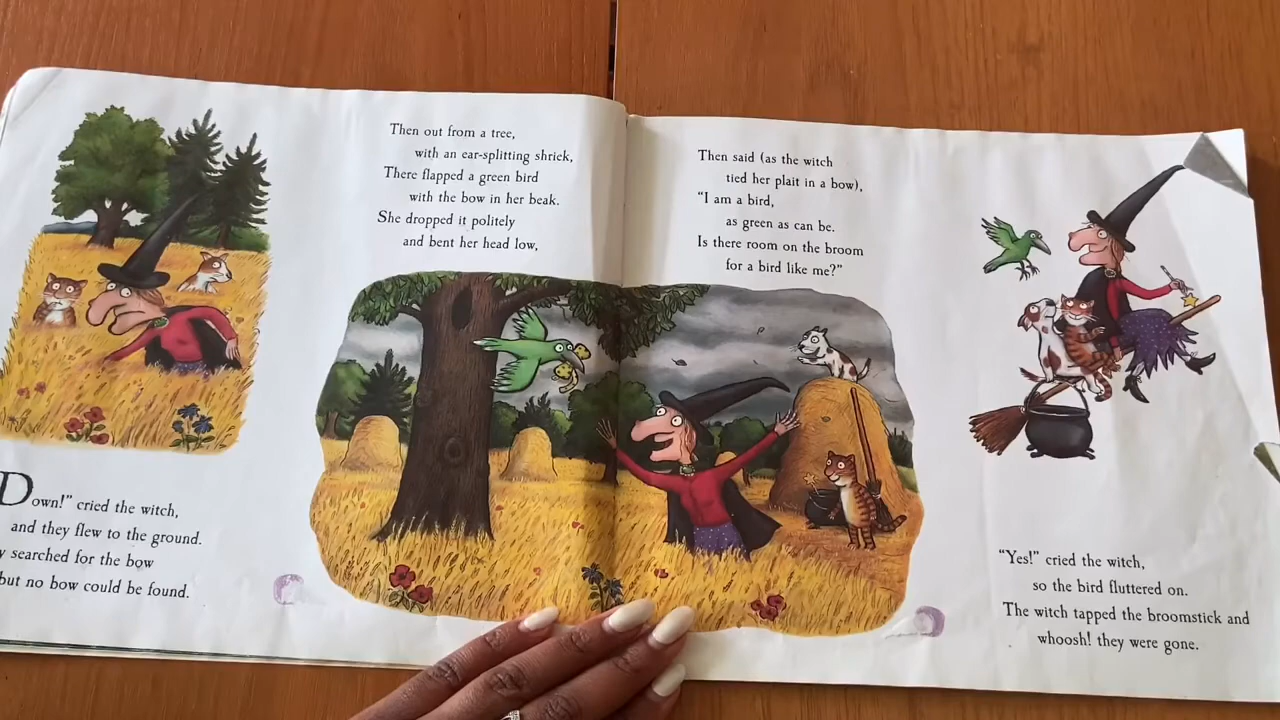 Down!" cried the witch,
and they flew to the ground.
searched for the bow
but no bow could be found.
Then out from a tree,
with an ear-splitting shriek,
There flapped a green bird
with the bow in her beak.
She dropped it politely
and bent her head low,
Then said (as the witch
tied her plait in a bow),
"I am a bird,
as green as can be.
Is there room on the broom
for a bird like me?"
"Yes!" cried the witch,
so the bird fluttered on.
The witch tapped the broomstick and
whoosh! they were gone.